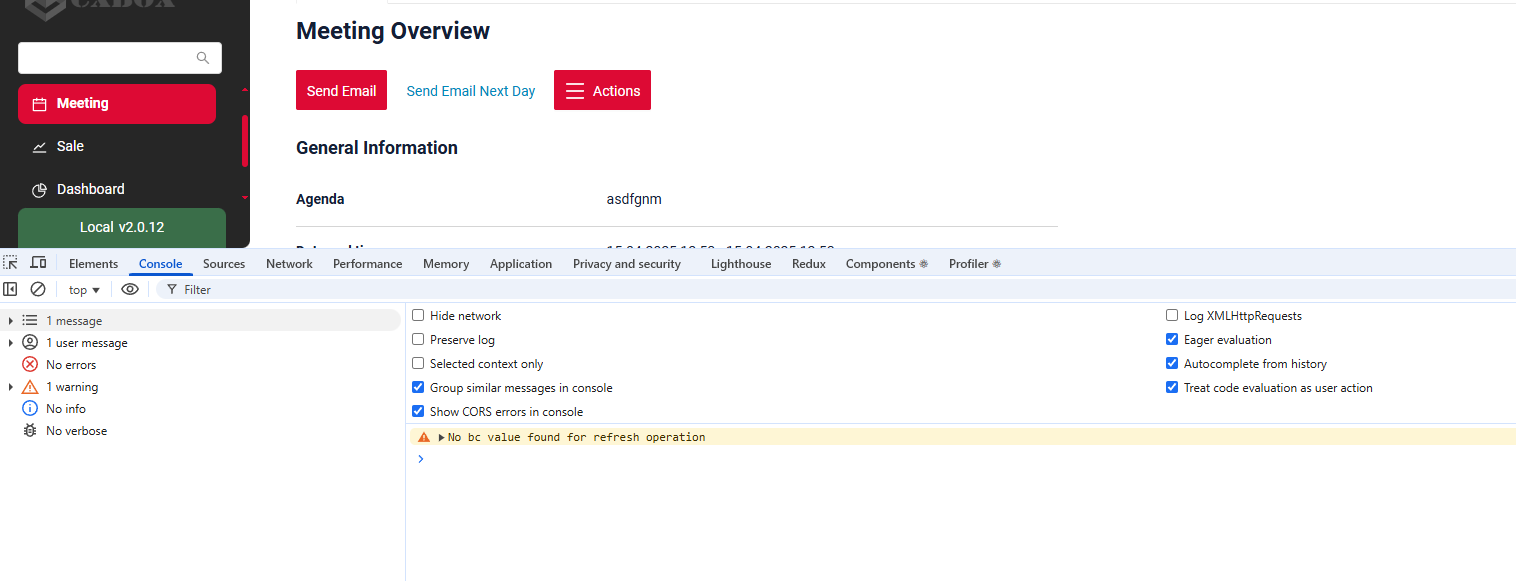 CXBOX
Meeting Overview
Send Email
Send Email Next Day
Actions
Meeting
Sale
Dashboard
Local v2.0.12
General Information
Agenda
asdfgnm
Elements
Console
Sources
Network
Performance
Memory
Application
Privacy and security
Lighthouse
Redux
Components
Profiler
top
Filter
1 message
1 user message
No errors
1 warning
No info
No verbose
Hide network
Preserve log
Selected context only
Group similar messages in console
Show CORS errors in console
Log XMLHttpRequests
Eager evaluation
Autocomplete from history
Treat code evaluation as user action
No bc value found for refresh operation